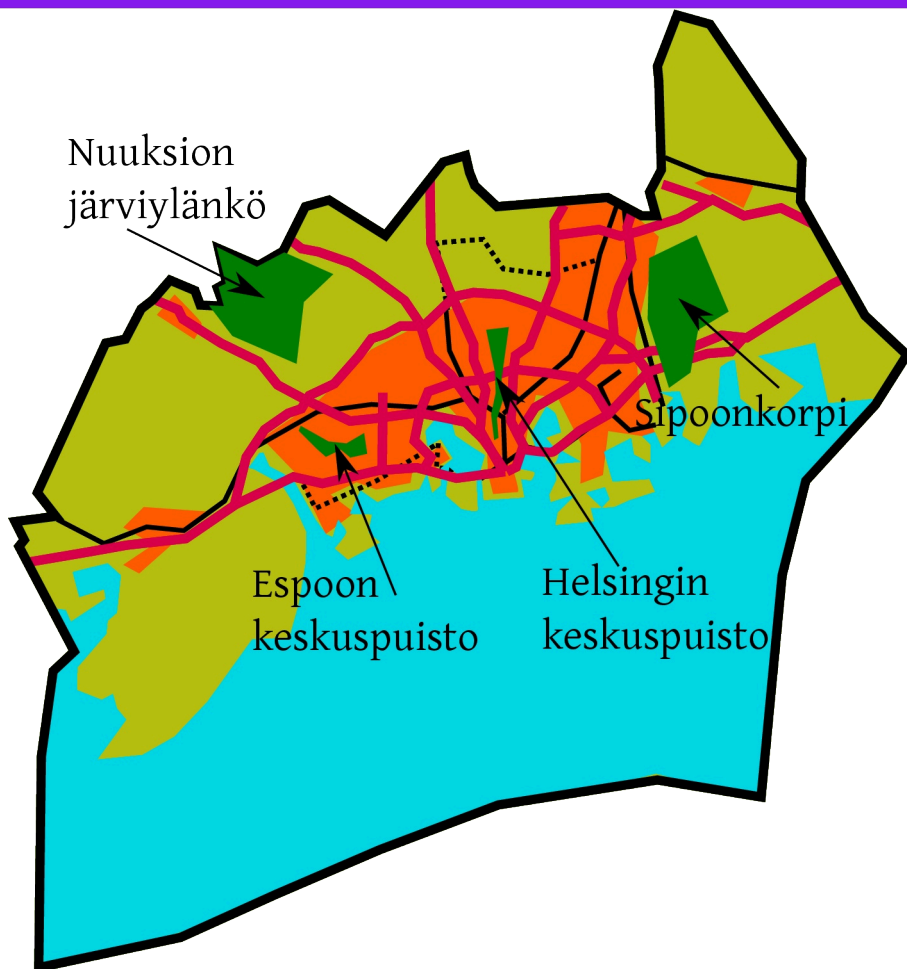 Nuuksion
järviylänkö
Sipoonkorpi
Espoon
keskuspuisto
Helsingin
keskuspuisto